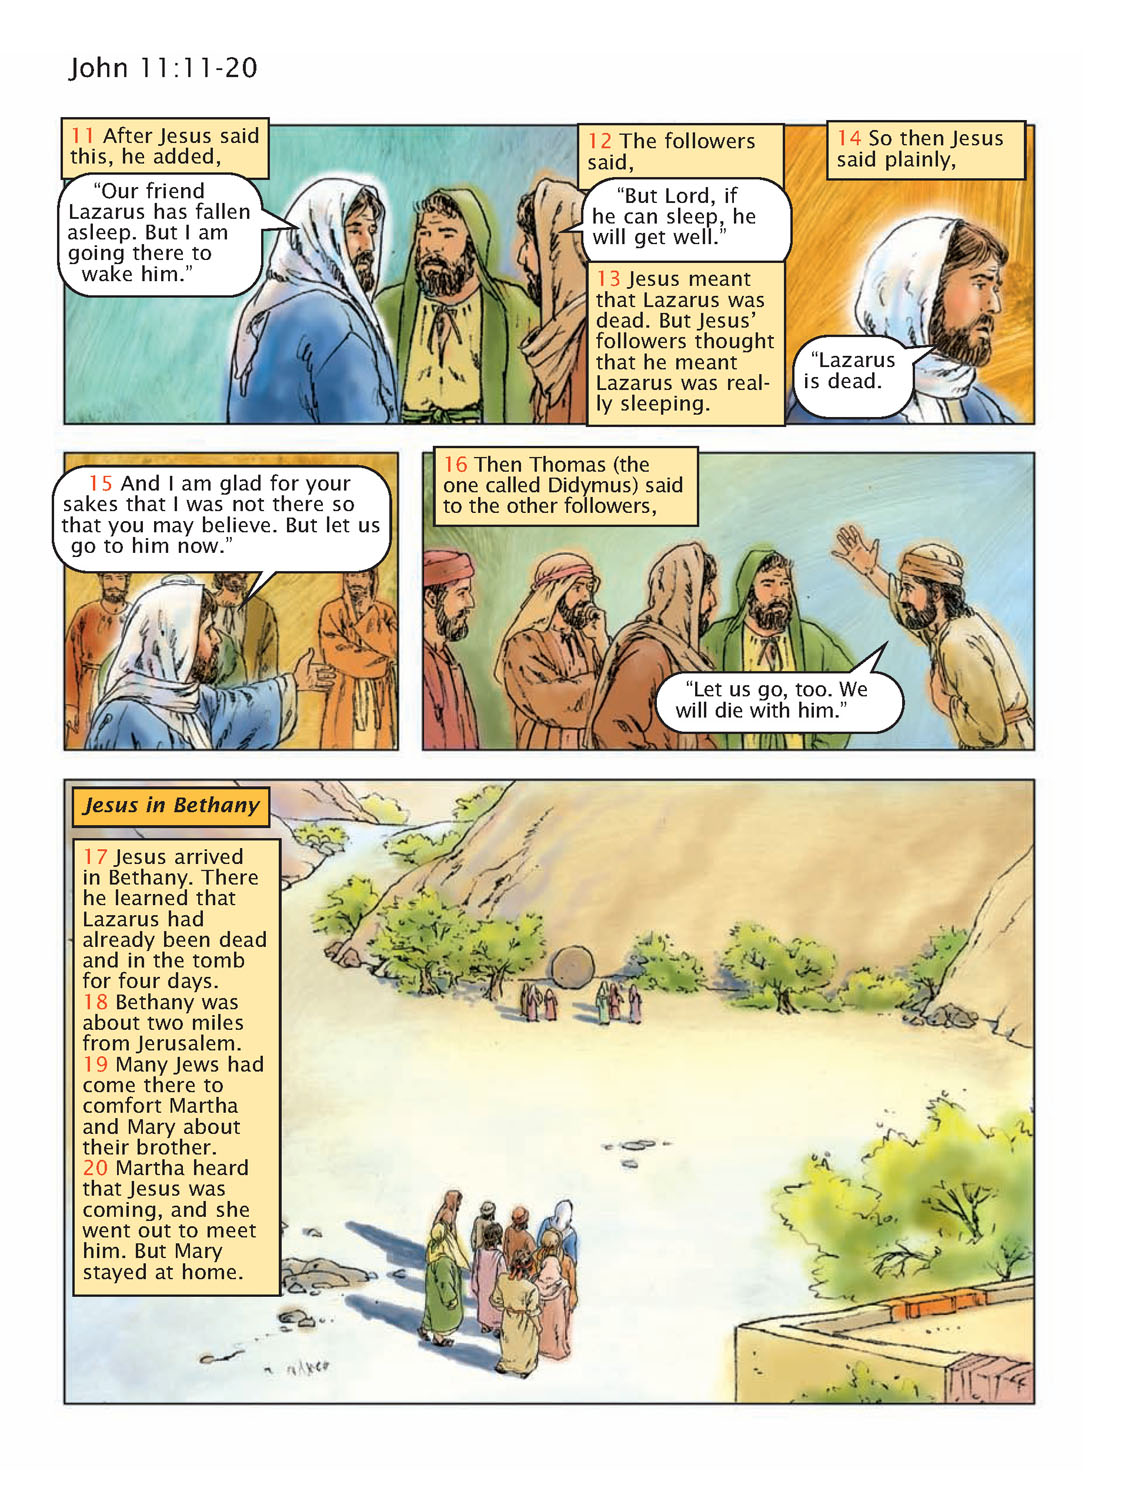 John 11:11-20
11 After Jesus said
this, he added,
“Our friend
Lazarus has fallen
asleep. But I am
going there to
wake him.”
12 The followers
said,
“But Lord, if
he can sleep, he
will get well.”
13 Jesus meant
that Lazarus was
dead. But Jesus’
followers thought
that he meant
Lazarus was real-
ly sleeping.
14 So then Jesus
said plainly,
“Lazarus
is dead.
15 And I am glad for your
sakes that I was not there so
that you may believe. But let us
go to him now.”
16 Then Thomas (the
one called Didymus) said
to the other followers,
“Let us go, too. We
will die with him.”
Jesus in Bethany
17 Jesus arrived
in Bethany. There
he learned that
Lazarus had
already been dead
and in the tomb
for four days.
18 Bethany was
about two miles
from Jerusalem.
19 Many Jews had
come there to
comfort Martha
and Mary about
their brother.
20 Martha heard
that Jesus was
coming, and she
went out to meet
him. But Mary
stayed at home.